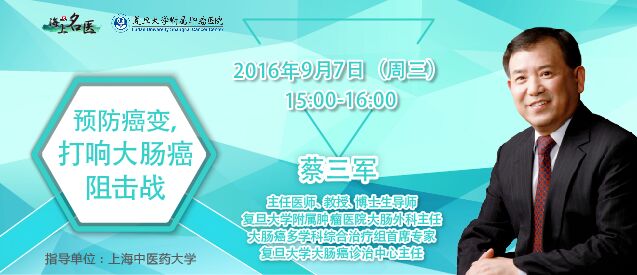 海上名医
复旦大学附属肿瘤医院
Fudan University Shanghai Cancer Center
2016年9月7日（周三）
15:00-16:00
预防癌变，
打响大肠癌
阻击战
蔡三军
主任医师、教授、博士生导师
复旦大学附属肿瘤医院大肠外科主任
大肠癌多学科综合治疗组首席专家
复旦大学大肠癌诊治中心主任
指导单位：上海中医药大学